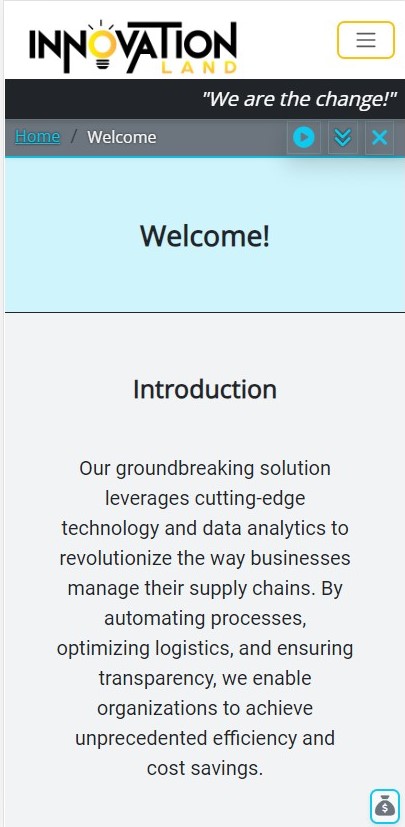 INNOVATION
LAND
"We are the change!"
Home / Welcome
Welcome!
Introduction
Our groundbreaking solution
leverages cutting-edge
technology and data analytics to
revolutionize the way businesses
manage their supply chains. By
automating processes,
optimizing logistics, and ensuring
transparency, we enable
organizations to achieve
unprecedented efficiency and
cost savings.
$